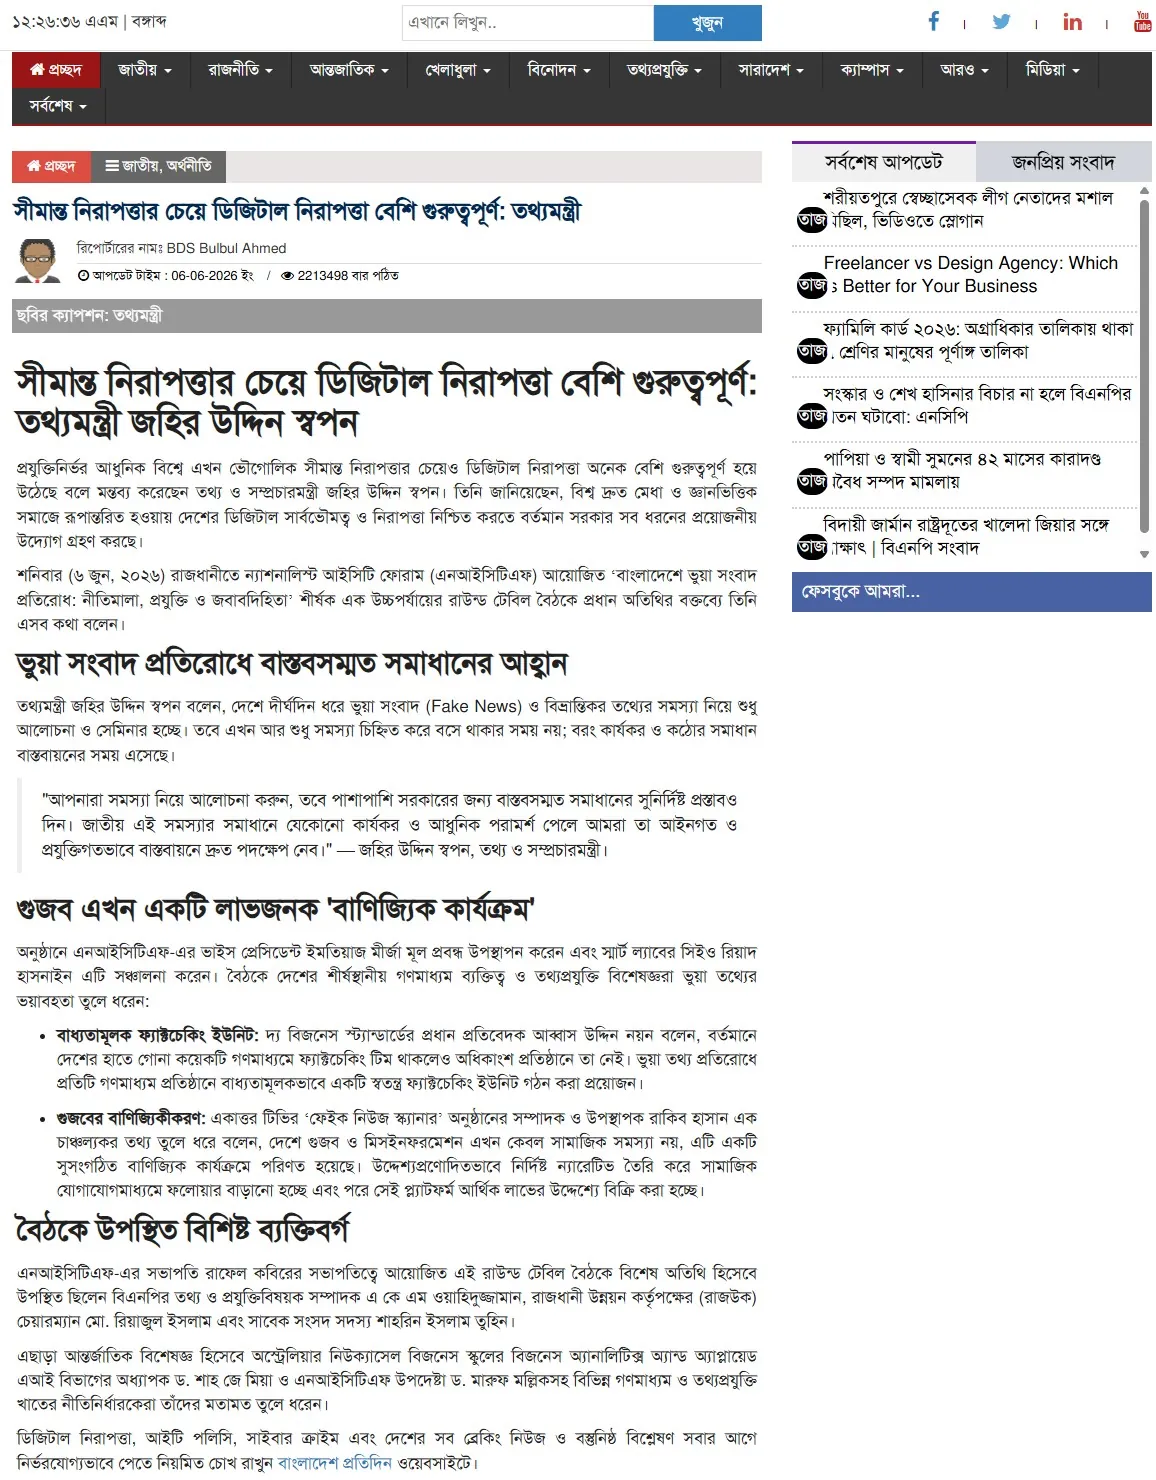 ১২:২৬:৩৬ এএম | বঙ্গাব্দ
এখানে লিখুন..
খুজুন
You Tube
প্রচ্ছদ
জাতীয়
রাজনীতি
আন্তজাতিক
খেলাধুলা
বিনোদন
তথ্যপ্রযুক্তি
সারাদেশ
ক্যাম্পাস
আরও
মিডিয়া
সর্বশেষ
প্রচ্ছদ
জাতীয়, অর্থনীতি
সীমান্ত নিরাপত্তার চেয়ে ডিজিটাল নিরাপত্তা বেশি গুরুত্বপূর্ণ: তথ্যমন্ত্রী
রিপোর্টারের নামঃ BDS Bulbul Ahmed
আপডেট টাইম : 06-06-2026 ইং / 2213498 বার পঠিত
ছবির ক্যাপশন: তথ্যমন্ত্রী
সীমান্ত নিরাপত্তার চেয়ে ডিজিটাল নিরাপত্তা বেশি গুরুত্বপূর্ণ:
তথ্যমন্ত্রী জহির উদ্দিন স্বপন
প্রযুক্তিনির্ভর আধুনিক বিশ্বে এখন ভৌগোলিক সীমান্ত নিরাপত্তার চেয়েও ডিজিটাল নিরাপত্তা অনেক বেশি গুরুত্বপূর্ণ হয়ে
উঠেছে বলে মন্তব্য করেছেন তথ্য ও সম্প্রচারমন্ত্রী জহির উদ্দিন স্বপন। তিনি জানিয়েছেন, বিশ্ব দ্রুত মেধা ও জ্ঞানভিত্তিক
সমাজে রূপান্তরিত হওয়ায় দেশের ডিজিটাল সার্বভৌমত্ব ও নিরাপত্তা নিশ্চিত করতে বর্তমান সরকার সব ধরনের প্রয়োজনীয়
উদ্যোগ গ্রহণ করছে।
শনিবার (৬ জুন, ২০২৬) রাজধানীতে ন্যাশনালিস্ট আইসিটি ফোরাম (এনআইসিটিএফ) আয়োজিত ‘বাংলাদেশে ভুয়া সংবাদ
প্রতিরোধ: নীতিমালা, প্রযুক্তি ও জবাবদিহিতা’ শীর্ষক এক উচ্চপর্যায়ের রাউন্ড টেবিল বৈঠকে প্রধান অতিথির বক্তব্যে তিনি
এসব কথা বলেন।
ভুয়া সংবাদ প্রতিরোধে বাস্তবসম্মত সমাধানের আহ্বান
তথ্যমন্ত্রী জহির উদ্দিন স্বপন বলেন, দেশে দীর্ঘদিন ধরে ভুয়া সংবাদ (Fake News) ও বিভ্রান্তিকর তথ্যের সমস্যা নিয়ে শুধু
আলোচনা ও সেমিনার হচ্ছে। তবে এখন আর শুধু সমস্যা চিহ্নিত করে বসে থাকার সময় নয়; বরং কার্যকর ও কঠোর সমাধান
বাস্তবায়নের সময় এসেছে।
"আপনারা সমস্যা নিয়ে আলোচনা করুন, তবে পাশাপাশি সরকারের জন্য বাস্তবসম্মত সমাধানের সুনির্দিষ্ট প্রস্তাবও
দিন। জাতীয় এই সমস্যার সমাধানে যেকোনো কার্যকর ও আধুনিক পরামর্শ পেলে আমরা তা আইনগত ও
প্রযুক্তিগতভাবে বাস্তবায়নে দ্রুত পদক্ষেপ নেব।" — জহির উদ্দিন স্বপন, তথ্য ও সম্প্রচারমন্ত্রী।
গুজব এখন একটি লাভজনক 'বাণিজ্যিক কার্যক্রম'
অনুষ্ঠানে এনআইসিটিএফ-এর ভাইস প্রেসিডেন্ট ইমতিয়াজ মীর্জা মূল প্রবন্ধ উপস্থাপন করেন এবং স্মার্ট ল্যাবের সিইও রিয়াদ
হাসনাইন এটি সঞ্চালনা করেন। বৈঠকে দেশের শীর্ষস্থানীয় গণমাধ্যম ব্যক্তিত্ব ও তথ্যপ্রযুক্তি বিশেষজ্ঞরা ভুয়া তথ্যের
ভয়াবহতা তুলে ধরেন:
• বাধ্যতামূলক ফ্যাক্টচেকিং ইউনিট: দ্য বিজনেস স্ট্যান্ডার্ডের প্রধান প্রতিবেদক আব্বাস উদ্দিন নয়ন বলেন, বর্তমানে
দেশের হাতে গোনা কয়েকটি গণমাধ্যমে ফ্যাক্টচেকিং টিম থাকলেও অধিকাংশ প্রতিষ্ঠানে তা নেই। ভুয়া তথ্য প্রতিরোধে
প্রতিটি গণমাধ্যম প্রতিষ্ঠানে বাধ্যতামূলকভাবে একটি স্বতন্ত্র ফ্যাক্টচেকিং ইউনিট গঠন করা প্রয়োজন।
• গুজবের বাণিজ্যিকীকরণ: একাত্তর টিভির ‘ফেইক নিউজ স্ক্যানার’ অনুষ্ঠানের সম্পাদক ও উপস্থাপক রাকিব হাসান এক
চাঞ্চল্যকর তথ্য তুলে ধরে বলেন, দেশে গুজব ও মিসইনফরমেশন এখন কেবল সামাজিক সমস্যা নয়, এটি একটি
সুসংগঠিত বাণিজ্যিক কার্যক্রমে পরিণত হয়েছে। উদ্দেশ্যপ্রণোদিতভাবে নির্দিষ্ট ন্যারেটিভ তৈরি করে সামাজিক
যোগাযোগমাধ্যমে ফলোয়ার বাড়ানো হচ্ছে এবং পরে সেই প্ল্যাটফর্ম আর্থিক লাভের উদ্দেশ্যে বিক্রি করা হচ্ছে।
বৈঠকে উপস্থিত বিশিষ্ট ব্যক্তিবর্গ
এনআইসিটিএফ-এর সভাপতি রাফেল কবিরের সভাপতিত্বে আয়োজিত এই রাউন্ড টেবিল বৈঠকে বিশেষ অতিথি হিসেবে
উপস্থিত ছিলেন বিএনপির তথ্য ও প্রযুক্তিবিষয়ক সম্পাদক এ কে এম ওয়াহিদুজ্জামান, রাজধানী উন্নয়ন কর্তৃপক্ষের (রাজউক)
চেয়ারম্যান মো. রিয়াজুল ইসলাম এবং সাবেক সংসদ সদস্য শাহরিন ইসলাম তুহিন।
এছাড়া আন্তর্জাতিক বিশেষজ্ঞ হিসেবে অস্ট্রেলিয়ার নিউক্যাসেল বিজনেস স্কুলের বিজনেস অ্যানালিটিক্স অ্যান্ড অ্যাপ্লায়েড
এআই বিভাগের অধ্যাপক ড. শাহ জে মিয়া ও এনআইসিটিএফ উপদেষ্টা ড. মারুফ মল্লিকসহ বিভিন্ন গণমাধ্যম ও তথ্যপ্রযুক্তি
খাতের নীতিনির্ধারকেরা তাঁদের মতামত তুলে ধরেন।
ডিজিটাল নিরাপত্তা, আইটি পলিসি, সাইবার ক্রাইম এবং দেশের সব ব্রেকিং নিউজ ও বস্তুনিষ্ঠ বিশ্লেষণ সবার আগে
নির্ভরযোগ্যভাবে পেতে নিয়মিত চোখ রাখুন বাংলাদেশ প্রতিদিন ওয়েবসাইটে।
সর্বশেষ আপডেট
জনপ্রিয় সংবাদ
শরীয়তপুরে স্বেচ্ছাসেবক লীগ নেতাদের মশাল
তাজ মিছিল, ভিডিওতে স্লোগান
Freelancer vs Design Agency: Which
তাজ s Better for Your Business
ফ্যামিলি কার্ড ২০২৬: অগ্রাধিকার তালিকায় থাকা
তাজ শ্রেণির মানুষের পূর্ণাঙ্গ তালিকা
সংস্কার ও শেখ হাসিনার বিচার না হলে বিএনপির
তাজ ঘটাবো: এনসিপি
পাপিয়া ও স্বামী সুমনের ৪২ মাসের কারাদণ্ড
তাজ সম্পদ মামলায়
বিদায়ী জার্মান রাষ্ট্রদূতের খালেদা জিয়ার সঙ্গে
তাজ | বিএনপি সংবাদ
ফেসবুকে আমরা...